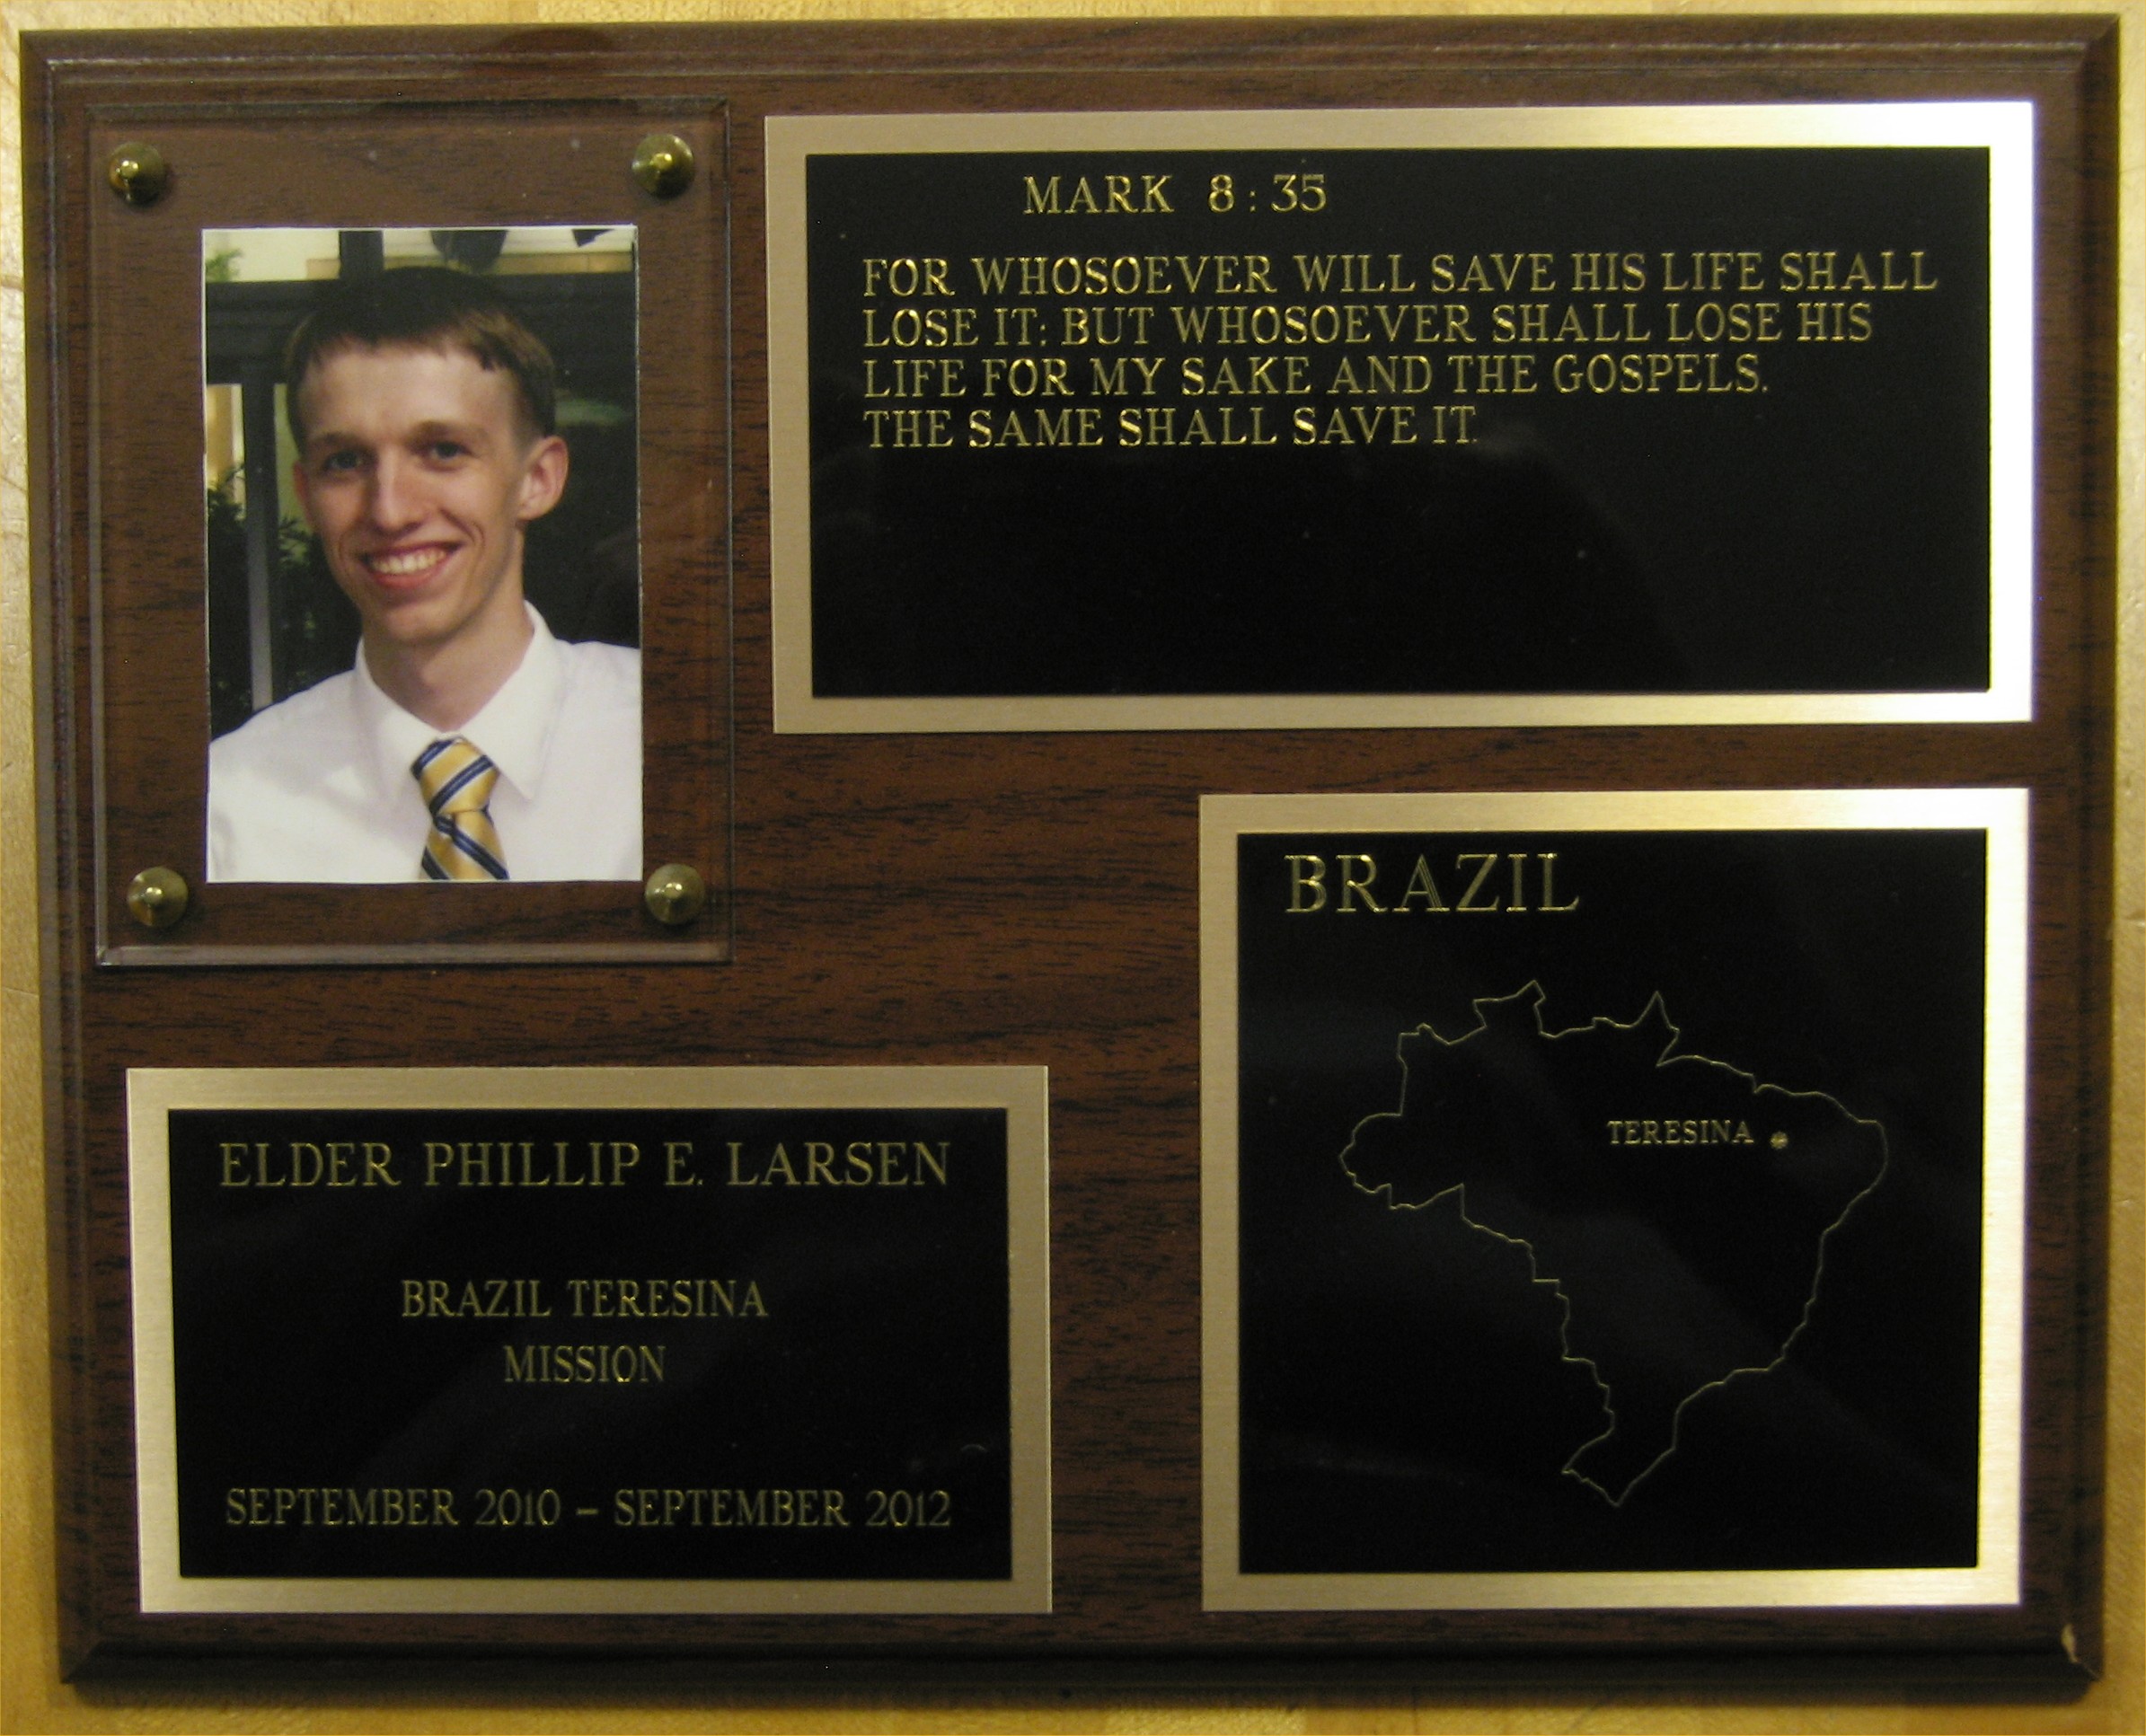 MARK 8:35
FOR WHOSOEVER WILL SAVE HIS LIFE SHALL
LOSE IT; BUT WHOSOEVER SHALL LOSE HIS
LIFE FOR MY SAKE AND THE GOSPELS.
THE SAME SHALL SAVE IT.
BRAZIL
TERESINA
ELDER PHILLIP E. LARSEN
BRAZIL TERESINA
MISSION
SEPTEMBER 2010 – SEPTEMBER 2012